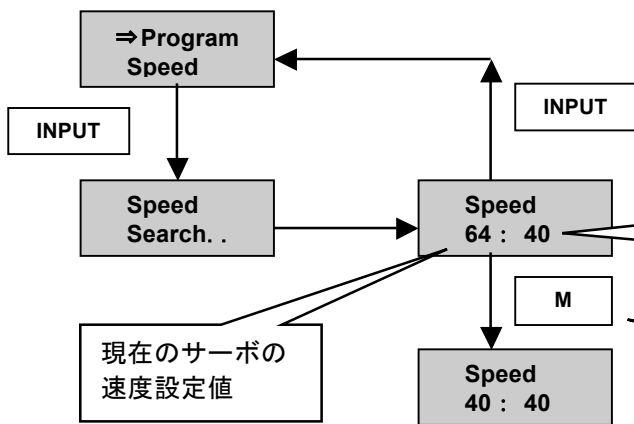 ⇒Program
Speed
INPUT
INPUT
Speed
Search. .
Speed
64 : 40
M
現在のサーボの
速度設定値
Speed
40 : 40